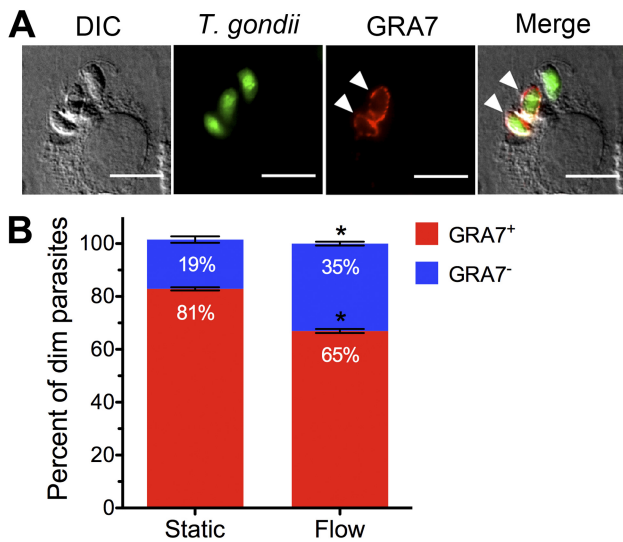 A
DIC
T. gondii
GRA7
Merge
B
Percent of dim parasites
100
80
60
40
20
0
19%
81%
*
35%
*
65%
Static
Flow
GRA7⁺
GRA7⁻